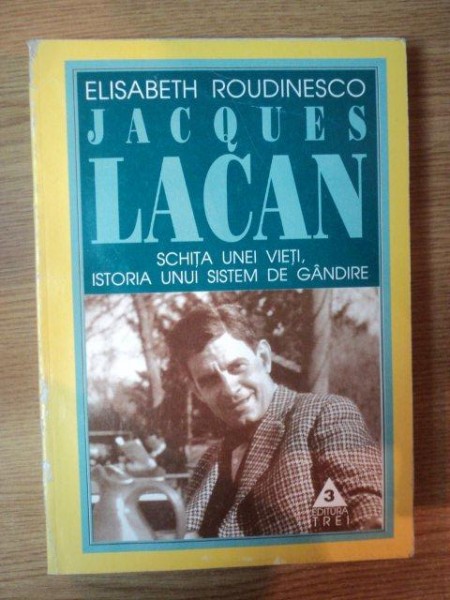 ELISABETH ROUDINESCO
JACQUES
LACAN
SCHIȚA UNEI VIEȚI,
ISTORIA UNUI SISTEM DE GÂNDIRE
3
EDITURA
TREI